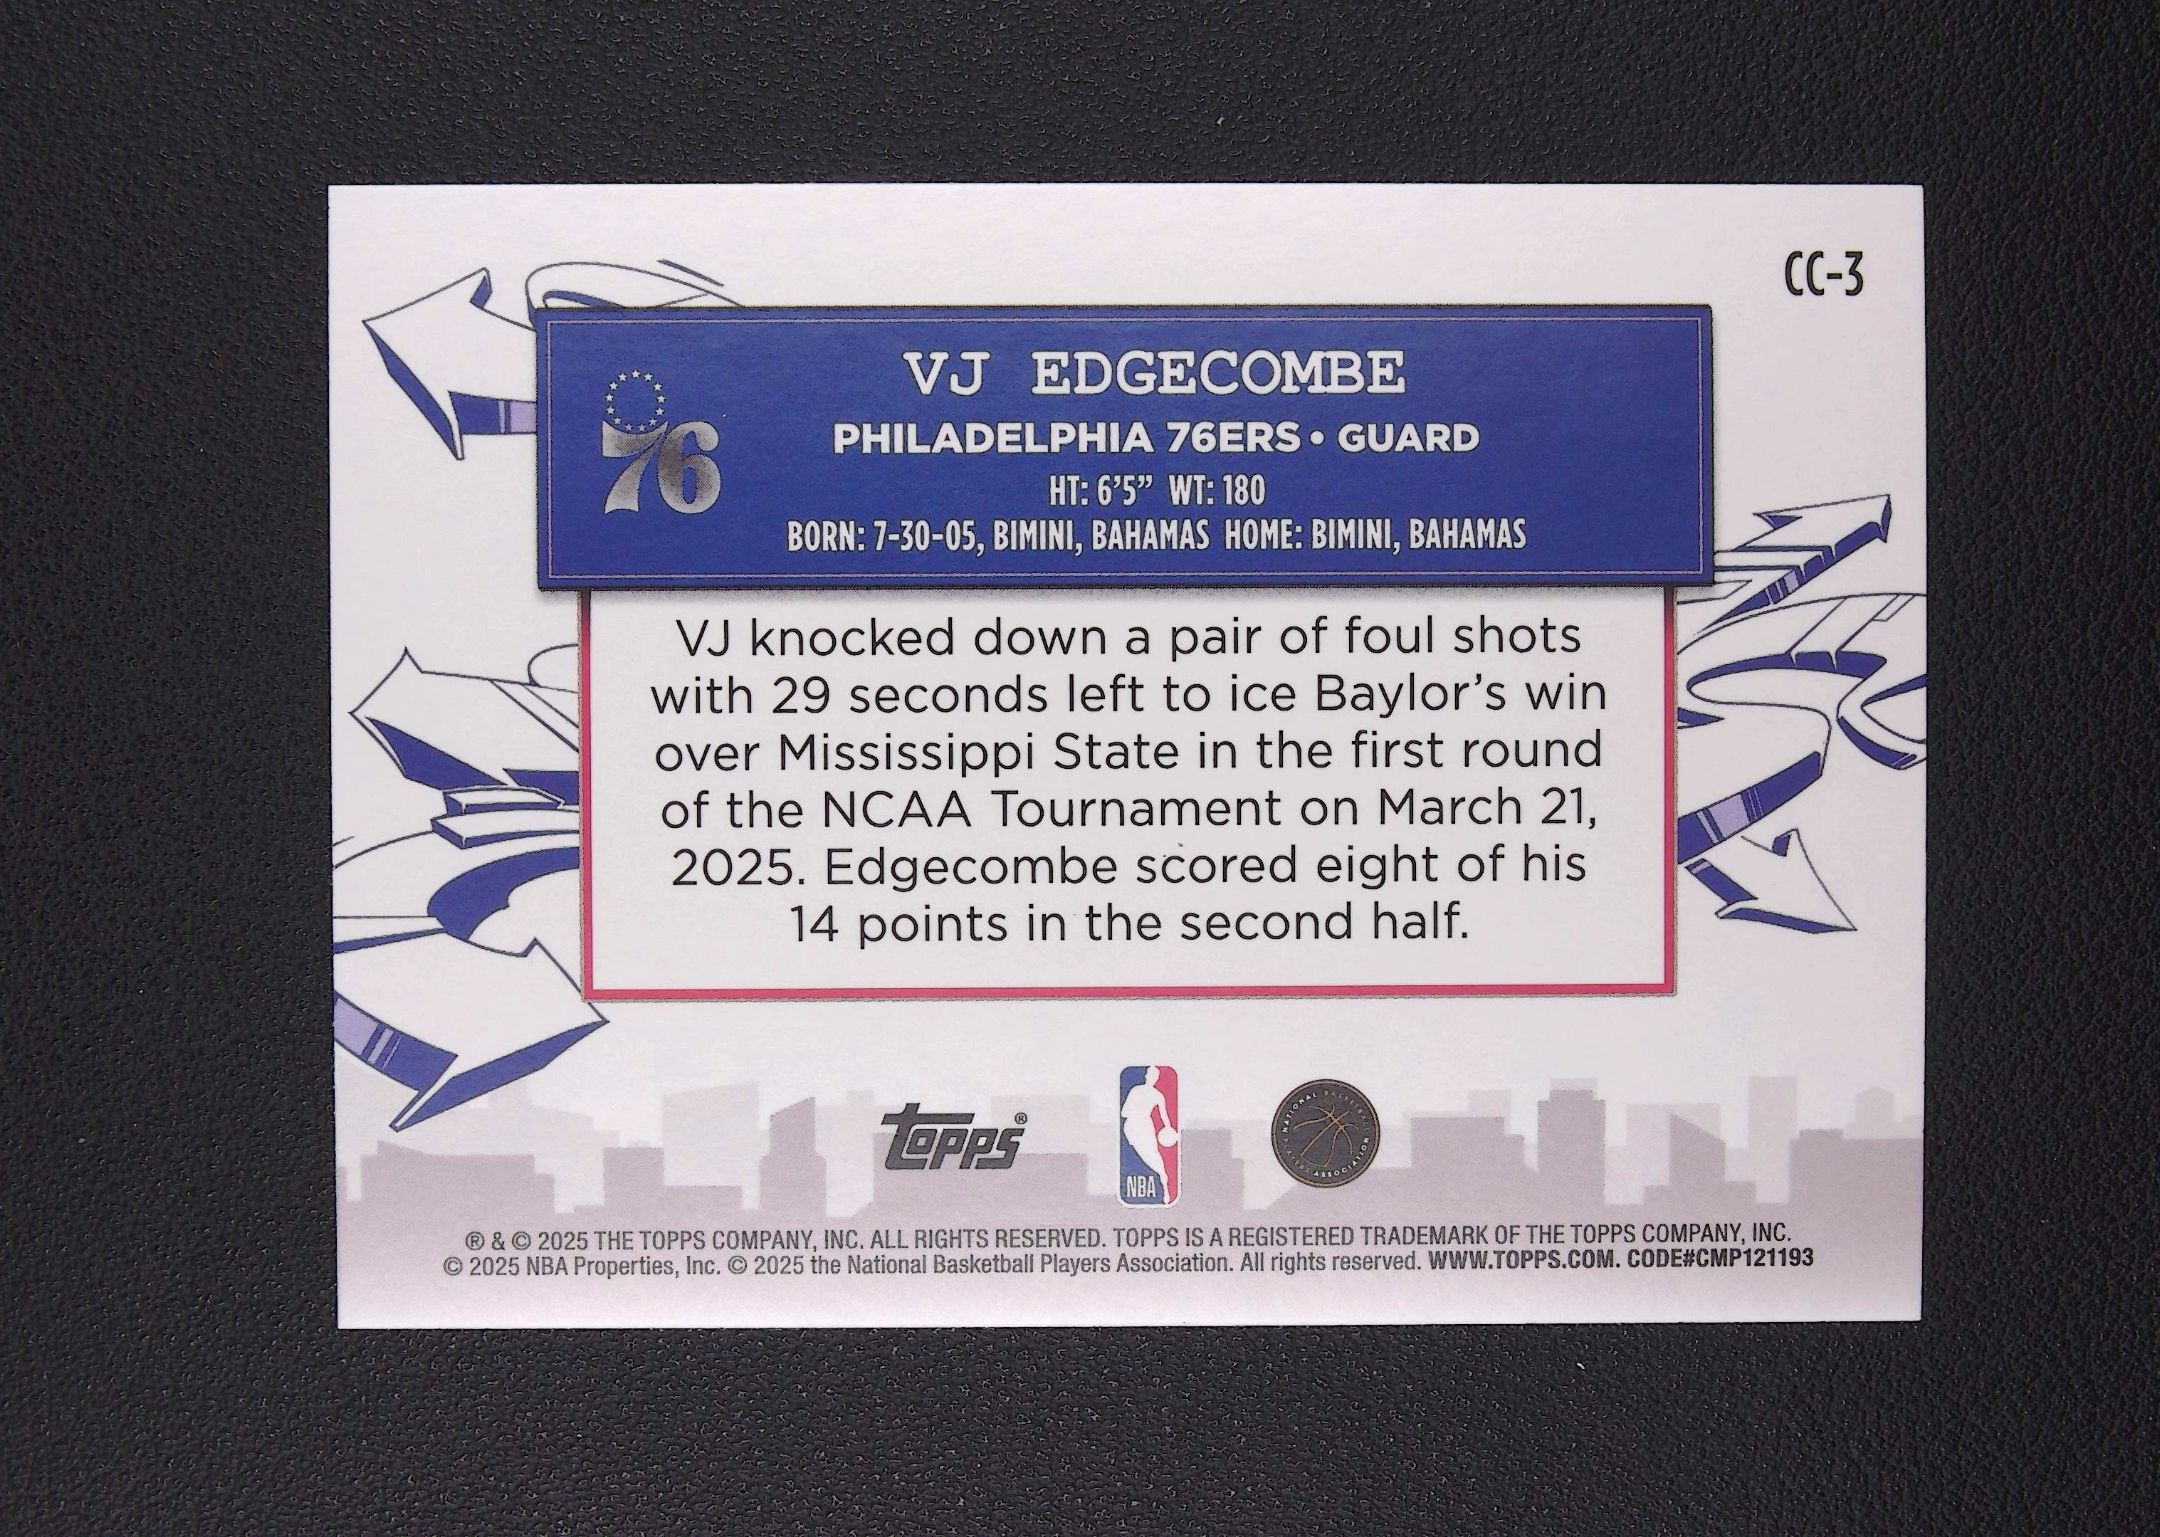 CC-3
VJ EDGECOMBE
76
PHILADELPHIA 76ERS • GUARD
HT: 6’5” WT: 180
BORN: 7-30-05, BIMINI, BAHAMAS HOME: BIMINI, BAHAMAS
VJ knocked down a pair of foul shots
with 29 seconds left to ice Baylor’s win
over Mississippi State in the first round
of the NCAA Tournament on March 21,
2025. Edgecombe scored eight of his
14 points in the second half.
topps®
NBA
NATIONAL BASKETBALL
PLAYERS ASSOCIATION
® & © 2025 THE TOPPS COMPANY, INC. ALL RIGHTS RESERVED. TOPPS IS A REGISTERED TRADEMARK OF THE TOPPS COMPANY, INC.
© 2025 NBA Properties, Inc. © 2025 the National Basketball Players Association. All rights reserved. WWW.TOPPS.COM. CODE#CMP121193